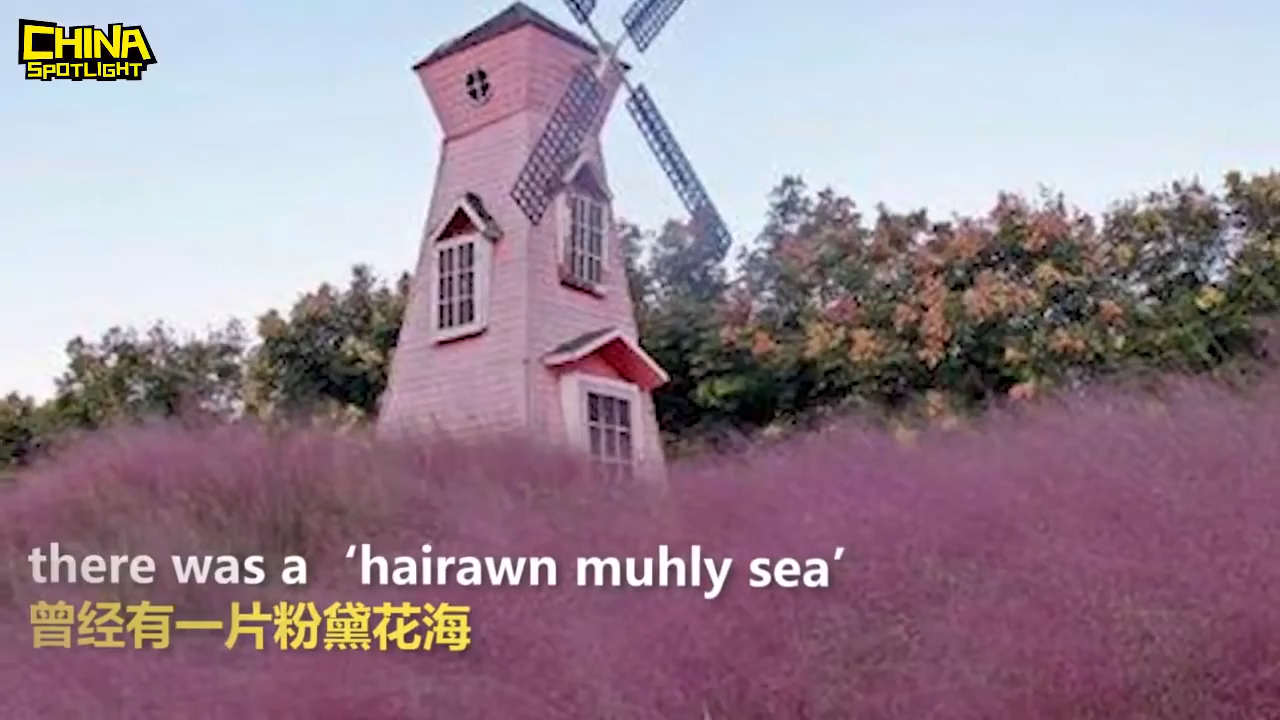 CHINA
SPOTLIGHT
there was a ‘hairawn muhly sea’
曾经有一片粉黛花海